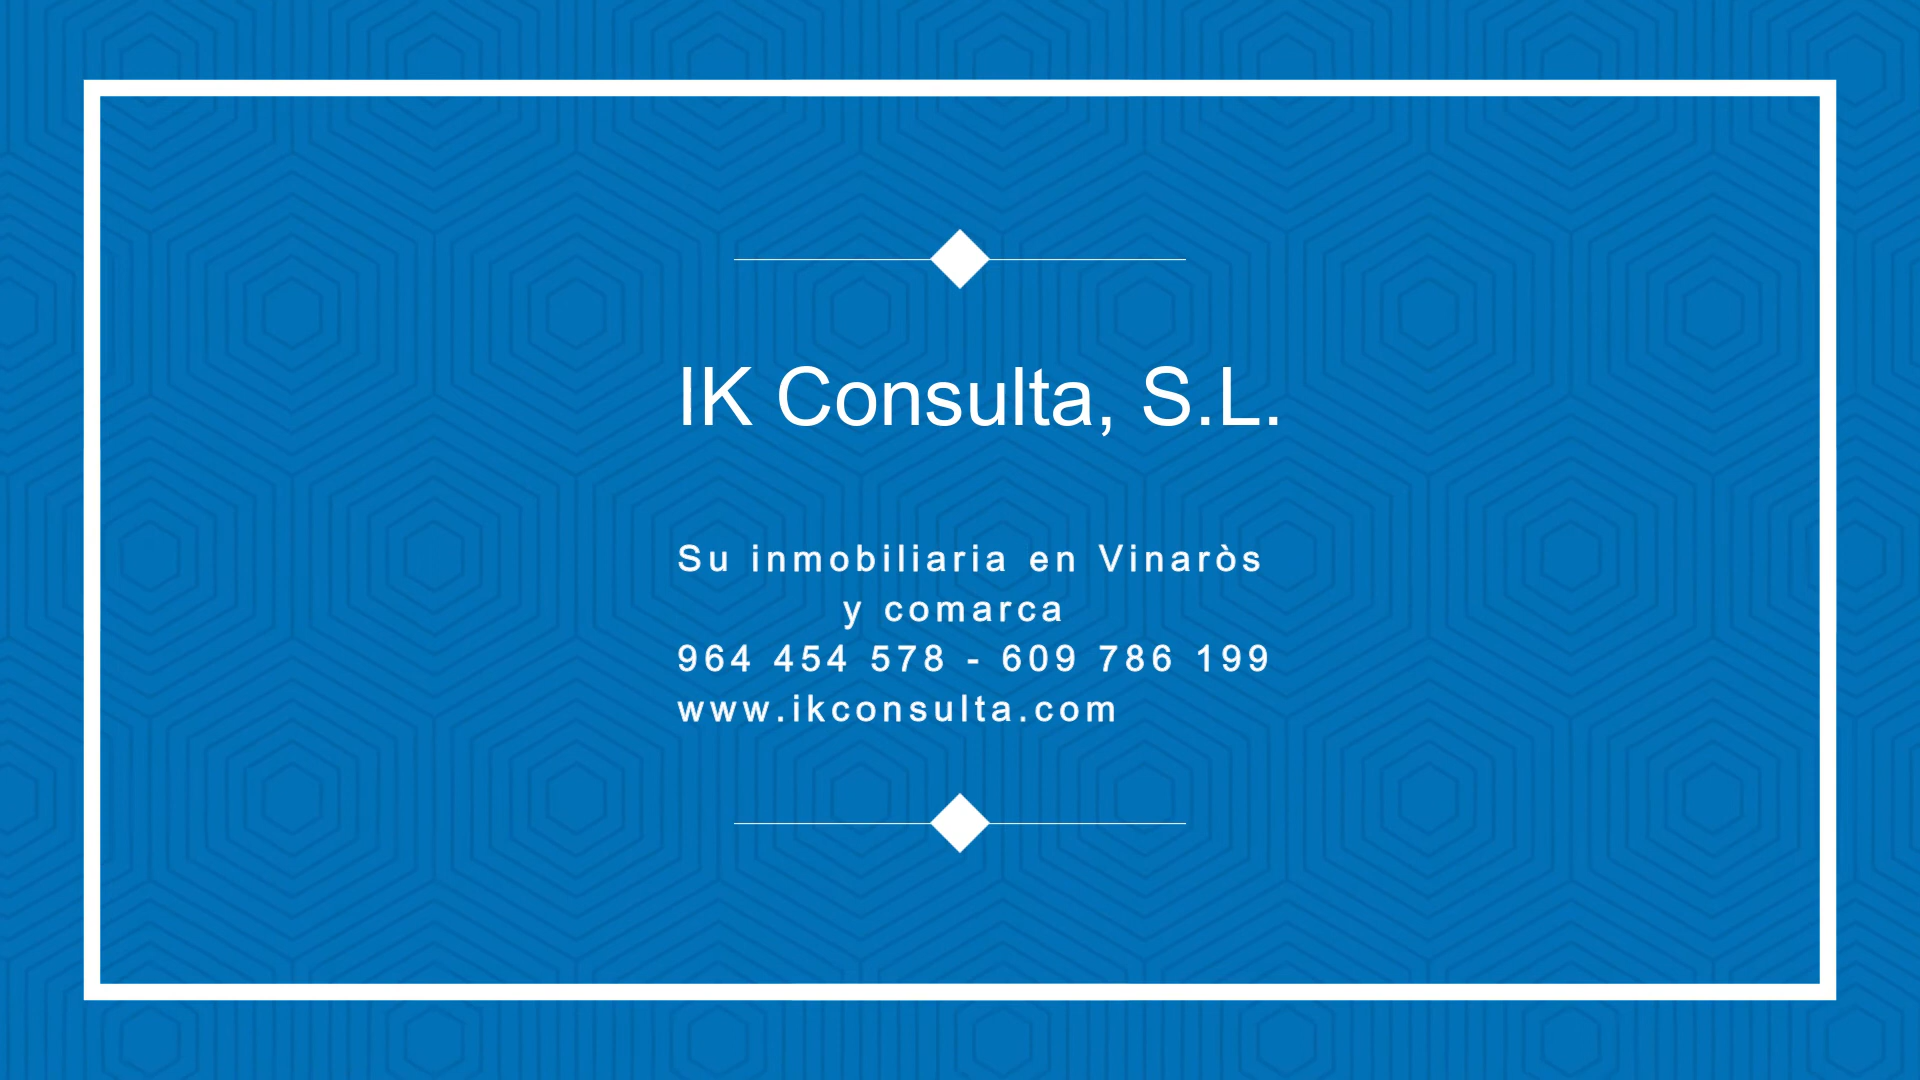 IK Consulta, S.L.
Su inmobiliaria en Vinaròs
y comarca
964 454 578 - 609 786 199
www.ikconsulta.com